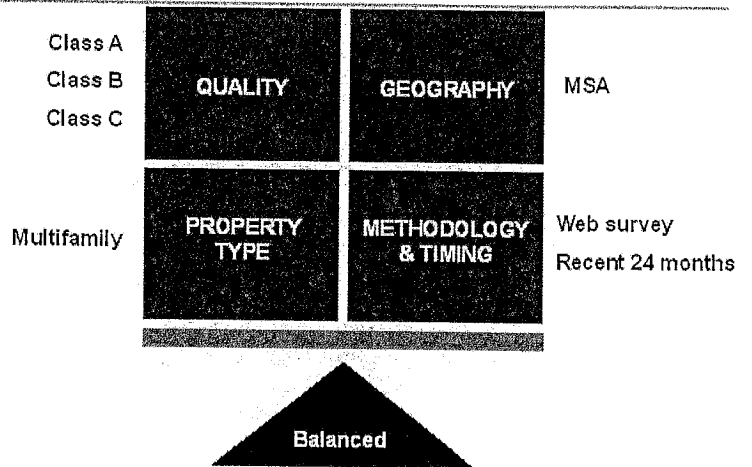 Class A
Class B
Class C
QUALITY
GEOGRAPHY
MSA
Multifamily
PROPERTY
TYPE
METHODOLOGY
& TIMING
Web survey
Recent 24 months
Balanced